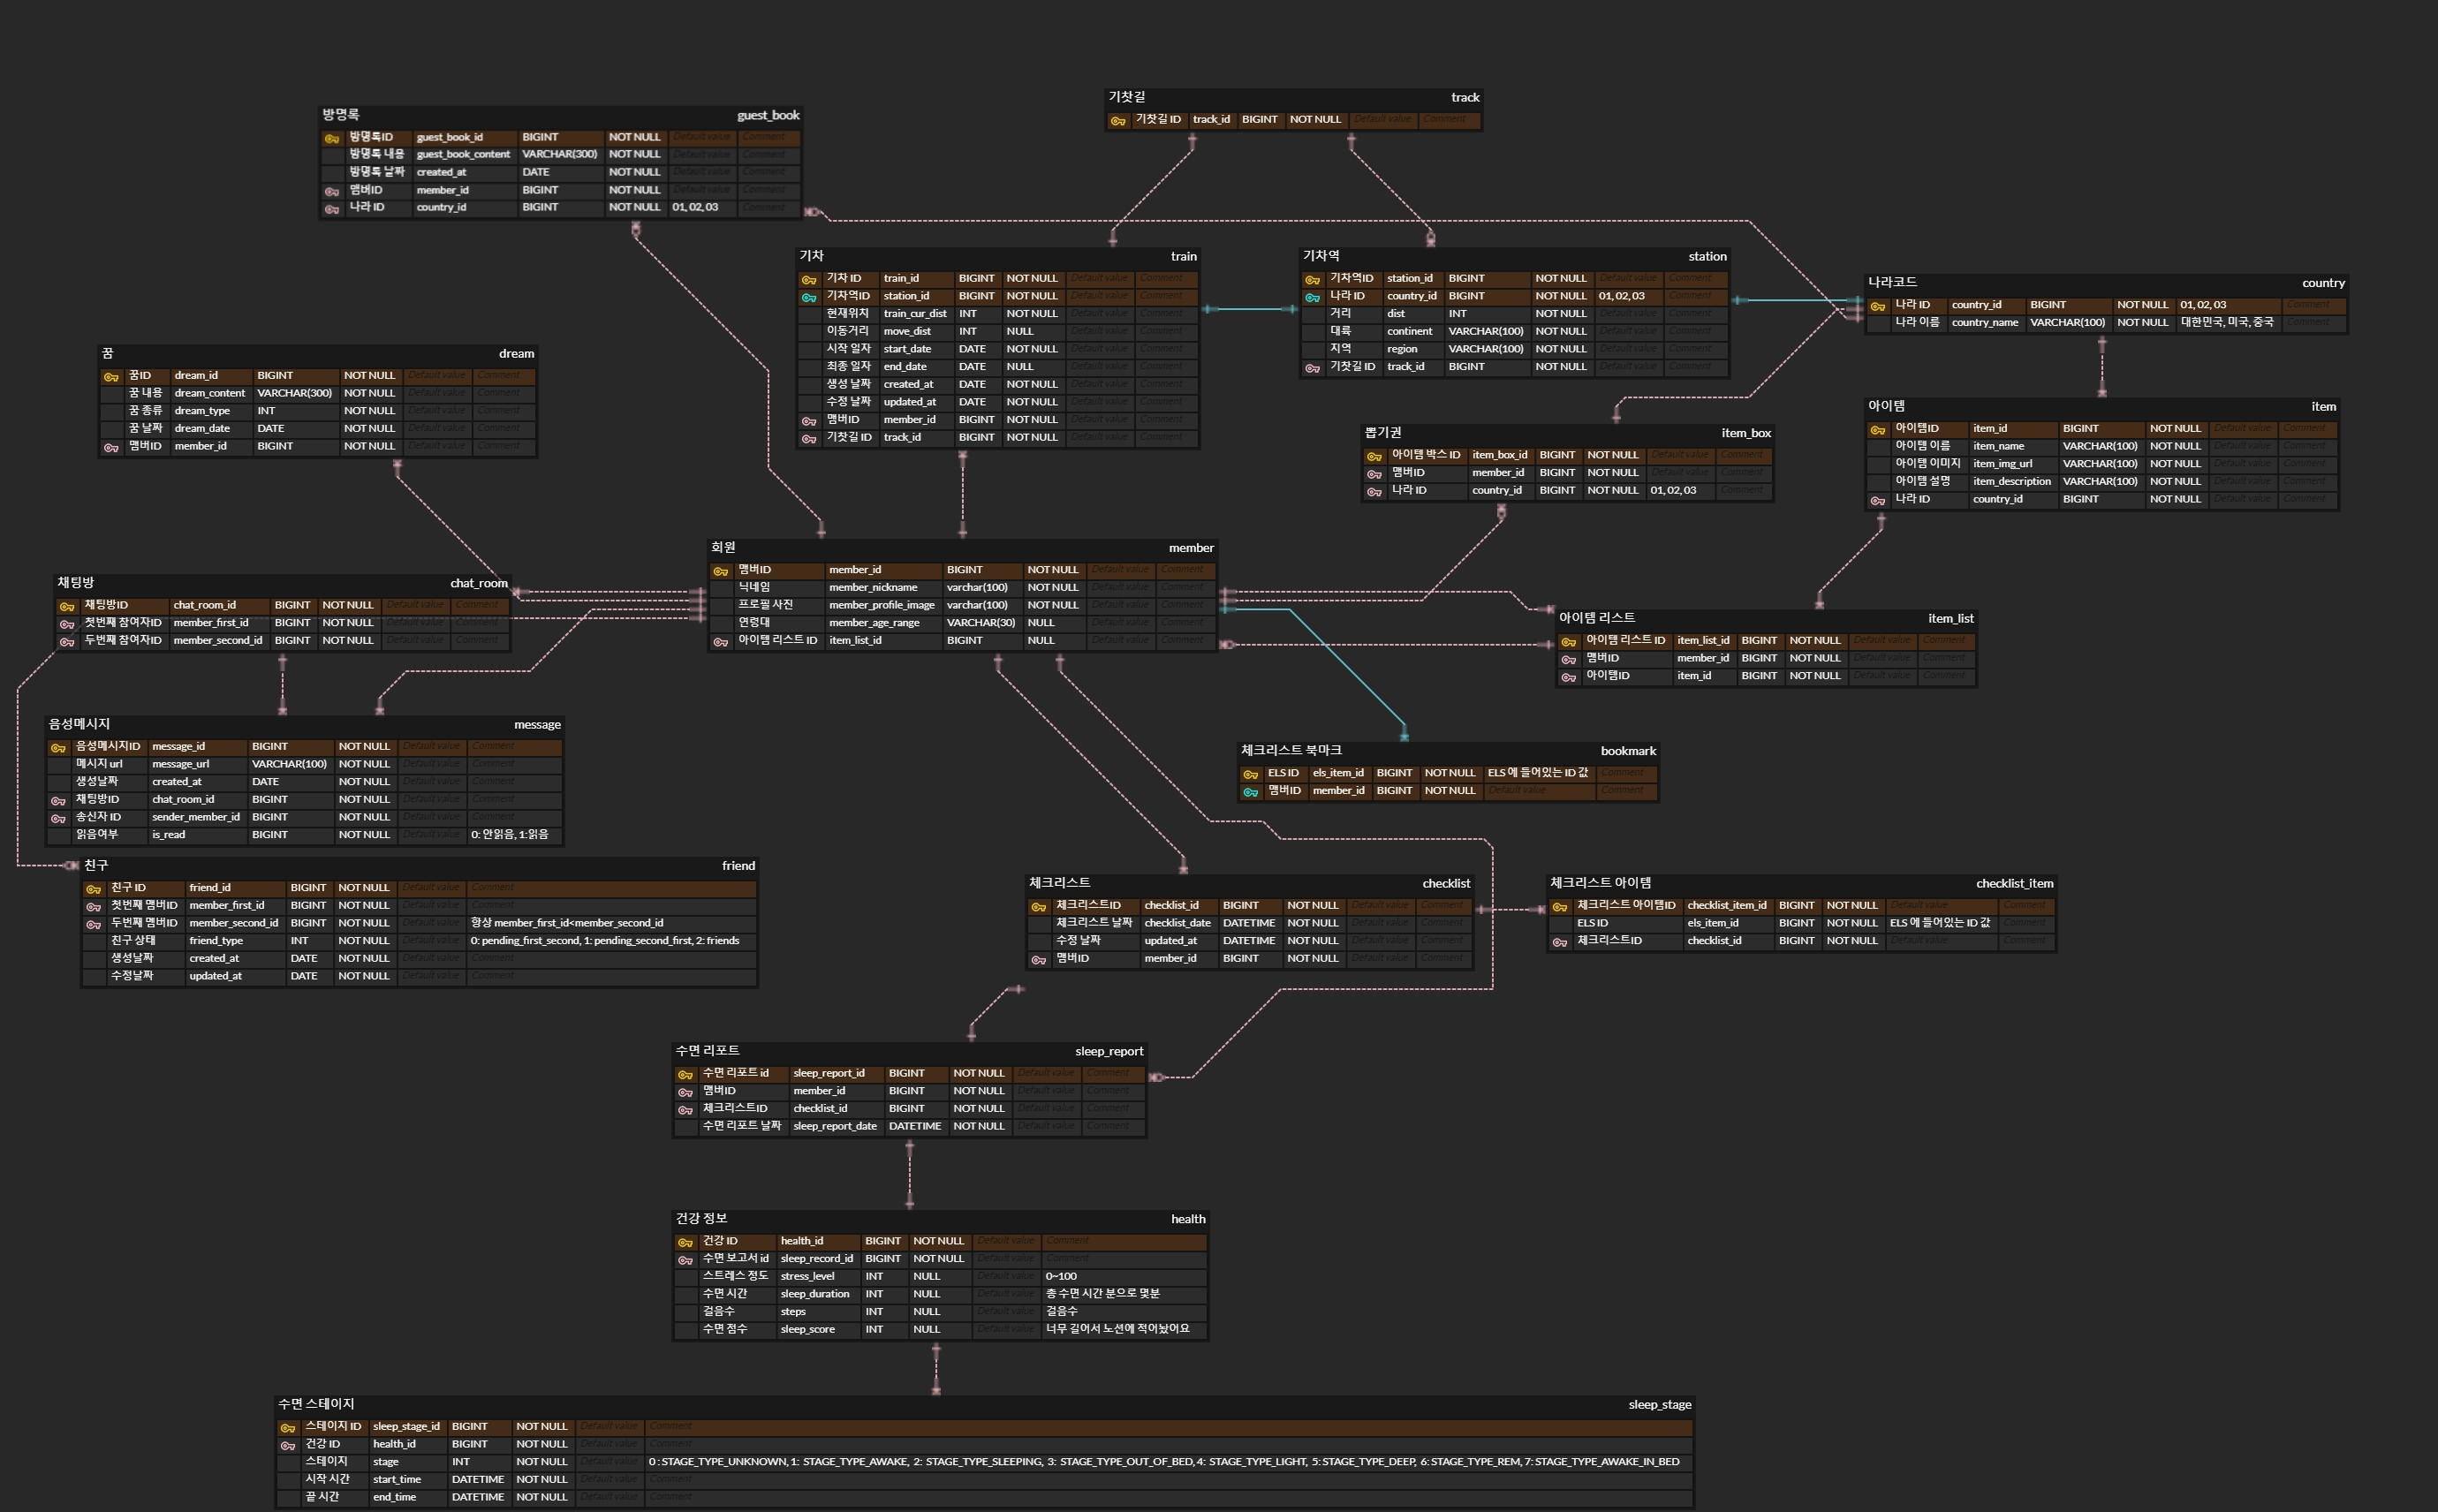 기찻길 track
기찻길 ID track_id BIGINT NOT NULL Default value Comment
방명록 guest_book
방명록ID guest_book_id BIGINT NOT NULL Default value Comment
방명록 내용 guest_book_content VARCHAR(300) NOT NULL Default value Comment
방명록 날짜 created_at DATE NOT NULL Default value Comment
맴버ID member_id BIGINT NOT NULL Default value Comment
나라 ID country_id BIGINT NOT NULL 01, 02, 03 Comment
기차 train
기차 ID train_id BIGINT NOT NULL Default value Comment
기차역ID station_id BIGINT NOT NULL Default value Comment
현재위치 train_cur_dist INT NOT NULL Default value Comment
이동거리 move_dist INT NULL Default value Comment
시작 일자 start_date DATE NOT NULL Default value Comment
최종 일자 end_date DATE NULL Default value Comment
생성 날짜 created_at DATE NOT NULL Default value Comment
수정 날짜 updated_at DATE NOT NULL Default value Comment
맴버ID member_id BIGINT NOT NULL Default value Comment
기찻길 ID track_id BIGINT NOT NULL Default value Comment
기차역 station
기차역ID station_id BIGINT NOT NULL Default value Comment
나라 ID country_id BIGINT NOT NULL 01, 02, 03 Comment
거리 dist INT NOT NULL Default value Comment
대륙 continent VARCHAR(100) NOT NULL Default value Comment
지역 region VARCHAR(100) NOT NULL Default value Comment
기찻길 ID track_id BIGINT NOT NULL Default value Comment
나라코드 country
나라 ID country_id BIGINT NOT NULL 01, 02, 03 Comment
나라 이름 country_name VARCHAR(100) NOT NULL 대한민국, 미국, 중국 Comment
꿈 dream
꿈ID dream_id BIGINT NOT NULL Default value Comment
꿈 내용 dream_content VARCHAR(300) NOT NULL Default value Comment
꿈 종류 dream_type INT NOT NULL Default value Comment
꿈 날짜 dream_date DATE NOT NULL Default value Comment
맴버ID member_id BIGINT NOT NULL Default value Comment
뽑기권 item_box
아이템 박스 ID item_box_id BIGINT NOT NULL Default value Comment
맴버ID member_id BIGINT NOT NULL Default value Comment
나라 ID country_id BIGINT NOT NULL 01, 02, 03 Comment
아이템 item
아이템ID item_id BIGINT NOT NULL Default value Comment
아이템 이름 item_name VARCHAR(100) NOT NULL Default value Comment
아이템 이미지 item_img_url VARCHAR(100) NOT NULL Default value Comment
아이템 설명 item_description VARCHAR(100) NOT NULL Default value Comment
나라 ID country_id BIGINT NOT NULL Default value Comment
회원 member
맴버ID member_id BIGINT NOT NULL Default value Comment
닉네임 member_nickname varchar(100) NOT NULL Default value Comment
프로필 사진 member_profile_image varchar(100) NOT NULL Default value Comment
연령대 member_age_range VARCHAR(30) NULL Default value Comment
아이템 리스트 ID item_list_id BIGINT NULL Default value Comment
채팅방 chat_room
채팅방ID chat_room_id BIGINT NOT NULL Default value Comment
첫번째 참여자ID member_first_id BIGINT NOT NULL Default value Comment
두번째 참여자ID member_second_id BIGINT NOT NULL Default value Comment
아이템 리스트 item_list
아이템 리스트 ID item_list_id BIGINT NOT NULL Default value Comment
맴버ID member_id BIGINT NOT NULL Default value Comment
아이템ID item_id BIGINT NOT NULL Default value Comment
음성메시지 message
음성메시지ID message_id BIGINT NOT NULL Default value Comment
메시지 url message_url VARCHAR(100) NOT NULL Default value Comment
생성날짜 created_at DATE NOT NULL Default value Comment
채팅방ID chat_room_id BIGINT NOT NULL Default value Comment
송신자 ID sender_member_id BIGINT NOT NULL Default value Comment
읽음여부 is_read BIGINT NOT NULL Default value 0: 안읽음, 1:읽음
체크리스트 북마크 bookmark
ELS ID els_item_id BIGINT NOT NULL ELS 에 들어있는 ID 값 Comment
맴버ID member_id BIGINT NOT NULL Default value Comment
친구 friend
친구 ID friend_id BIGINT NOT NULL Default value Comment
첫번째 맴버ID member_first_id BIGINT NOT NULL Default value Comment
두번째 맴버ID member_second_id BIGINT NOT NULL Default value 항상 member_first_id<member_second_id
친구 상태 friend_type INT NOT NULL Default value 0: pending_first_second, 1: pending_second_first, 2: friends
생성날짜 created_at DATE NOT NULL Default value Comment
수정날짜 updated_at DATE NOT NULL Default value Comment
체크리스트 checklist
체크리스트ID checklist_id BIGINT NOT NULL Default value Comment
체크리스트 날짜 checklist_date DATETIME NOT NULL Default value Comment
수정 날짜 updated_at DATETIME NOT NULL Default value Comment
맴버ID member_id BIGINT NOT NULL Default value Comment
체크리스트 아이템 checklist_item
체크리스트 아이템ID checklist_item_id BIGINT NOT NULL Default value Comment
ELS ID els_item_id BIGINT NOT NULL ELS 에 들어있는 ID 값 Comment
체크리스트ID checklist_id BIGINT NOT NULL Default value Comment
수면 리포트 sleep_report
수면 리포트 id sleep_report_id BIGINT NOT NULL Default value Comment
맴버ID member_id BIGINT NOT NULL Default value Comment
체크리스트ID checklist_id BIGINT NOT NULL Default value Comment
수면 리포트 날짜 sleep_report_date DATETIME NOT NULL Default value Comment
건강 정보 health
건강 ID health_id BIGINT NOT NULL Default value Comment
수면 보고서 id sleep_record_id BIGINT NOT NULL Default value Comment
스트레스 정도 stress_level INT NULL Default value 0~100
수면 시간 sleep_duration INT NULL Default value 총 수면 시간 분으로 몇분
걸음수 steps INT NULL Default value 걸음수
수면 점수 sleep_score INT NULL Default value 너무 길어서 노션에 적어놨어요
수면 스테이지 sleep_stage
스테이지 ID sleep_stage_id BIGINT NOT NULL Default value Comment
건강 ID health_id BIGINT NOT NULL Default value Comment
스테이지 stage INT NOT NULL Default value 0 : STAGE_TYPE_UNKNOWN, 1: STAGE_TYPE_AWAKE, 2: STAGE_TYPE_SLEEPING, 3: STAGE_TYPE_OUT_OF_BED, 4: STAGE_TYPE_LIGHT, 5: STAGE_TYPE_DEEP, 6: STAGE_TYPE_REM, 7: STAGE_TYPE_AWAKE_IN_BED
시작 시간 start_time DATETIME NOT NULL Default value Comment
끝 시간 end_time DATETIME NOT NULL Default value Comment